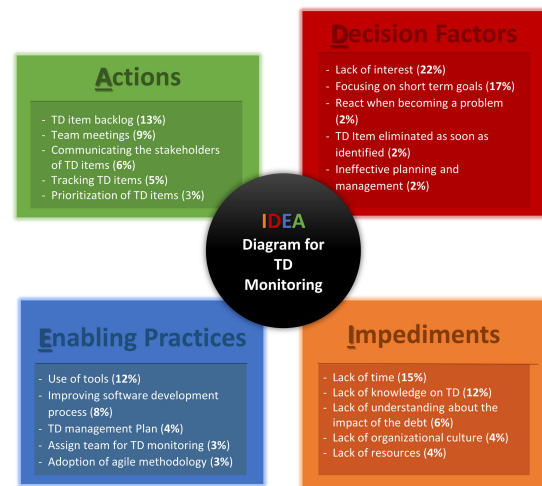 Actions
- TD item backlog (13%)
- Team meetings (9%)
- Communicating the stakeholders
of TD items (6%)
- Tracking TD items (5%)
- Prioritization of TD items (3%)
Decision Factors
- Lack of interest (22%)
- Focusing on short term goals (17%)
- React when becoming a problem
(2%)
- TD Item eliminated as soon as
identified (2%)
- Ineffective planning and
management (2%)
IDEA
Diagram for
TD
Monitoring
Enabling Practices
- Use of tools (12%)
- Improving software development
process (8%)
- TD management Plan (4%)
- Assign team for TD monitoring (3%)
- Adoption of agile methodology (3%)
Impediments
- Lack of time (15%)
- Lack of knowledge on TD (12%)
- Lack of understanding about the
impact of the debt (6%)
- Lack of organizational culture (4%)
- Lack of resources (4%)